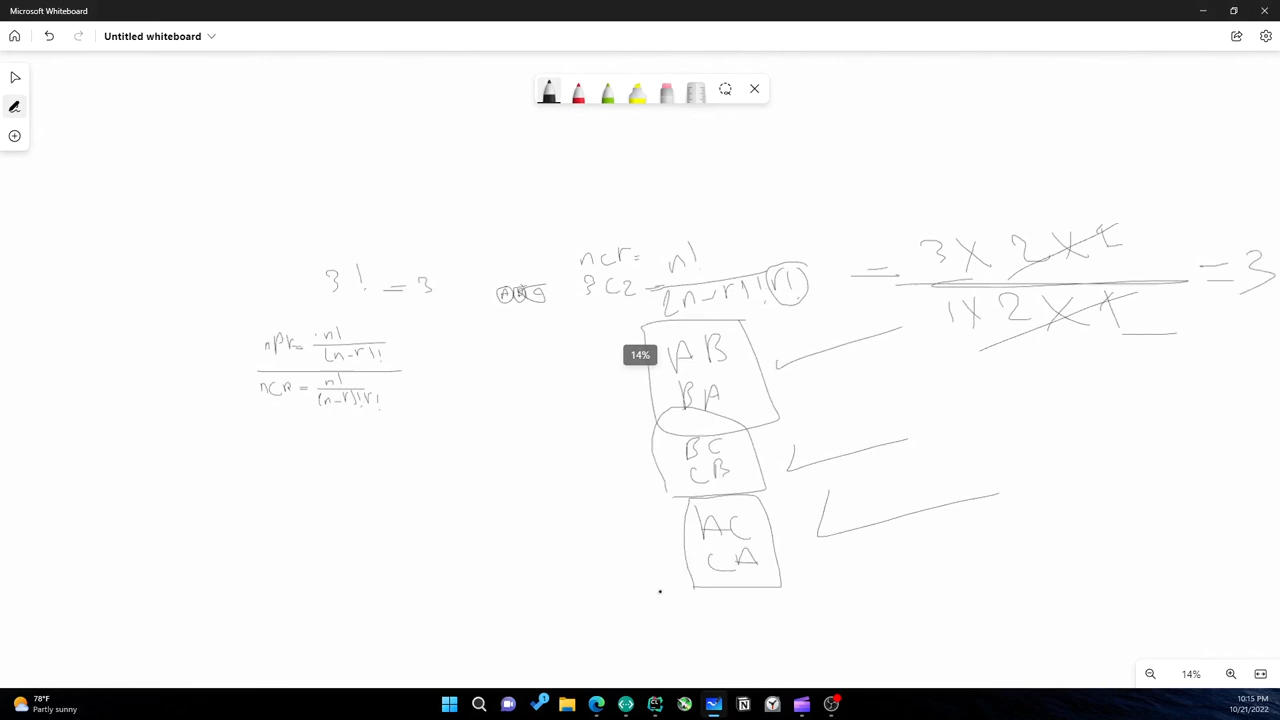 Microsoft Whiteboard
Untitled whiteboard
3! = 3
nPr = n!
(n-r)!
nCR = n!
(n-r)!r!
nCr = n!
3C2
(n-r)!r!
= 3 X 2 X 1
1X 2 X 1
= 3
14%
AB
BA
BC
CB
AC
CA
14%
78°F
Partly sunny
10:15 PM
10/21/2022